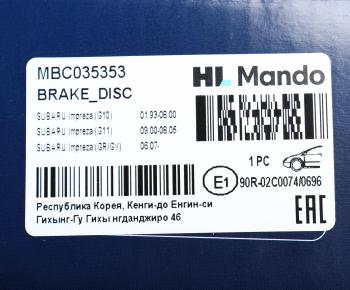 MBC035353
HL Mando
BRAKE_DISC
SUBARU Impreza (G10) 01.93-08.00
SUBARU Impreza (G11) 09.00-08.05
SUBARU Impreza (GR/GV) 06.07-
1 PC
E1 90R-02C0074/0696
Республика Корея, Кенги-до Енгин-си
Гихынг-Гу Гихы нгданджиро 46
EAC